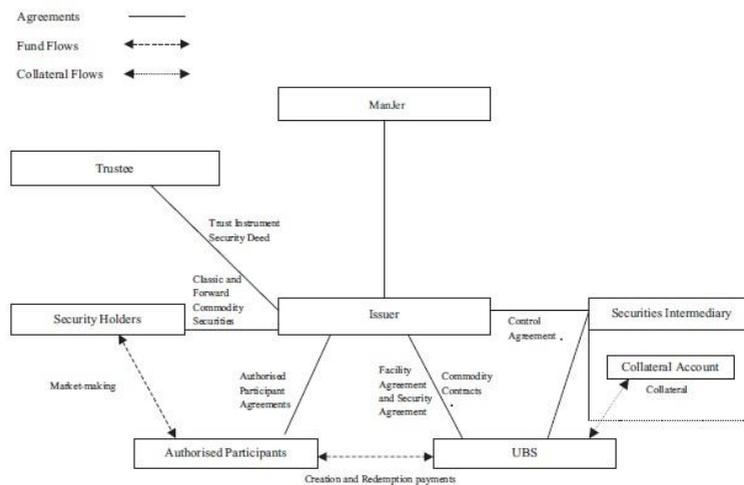 Agreements
Fund Flows
Collateral Flows
ManJer
Trustee
Trust Instrument
Security Deed
Classic and
Forward
Commodity
Securities
Security Holders
Issuer
Securities Intermediary
Control
Agreement
Collateral Account
Collateral
Market-making
Authorised
Participant
Agreements
Facility
Agreement
and Security
Agreement
Commodity
Contracts
Authorised Participants
UBS
Creation and Redemption payments